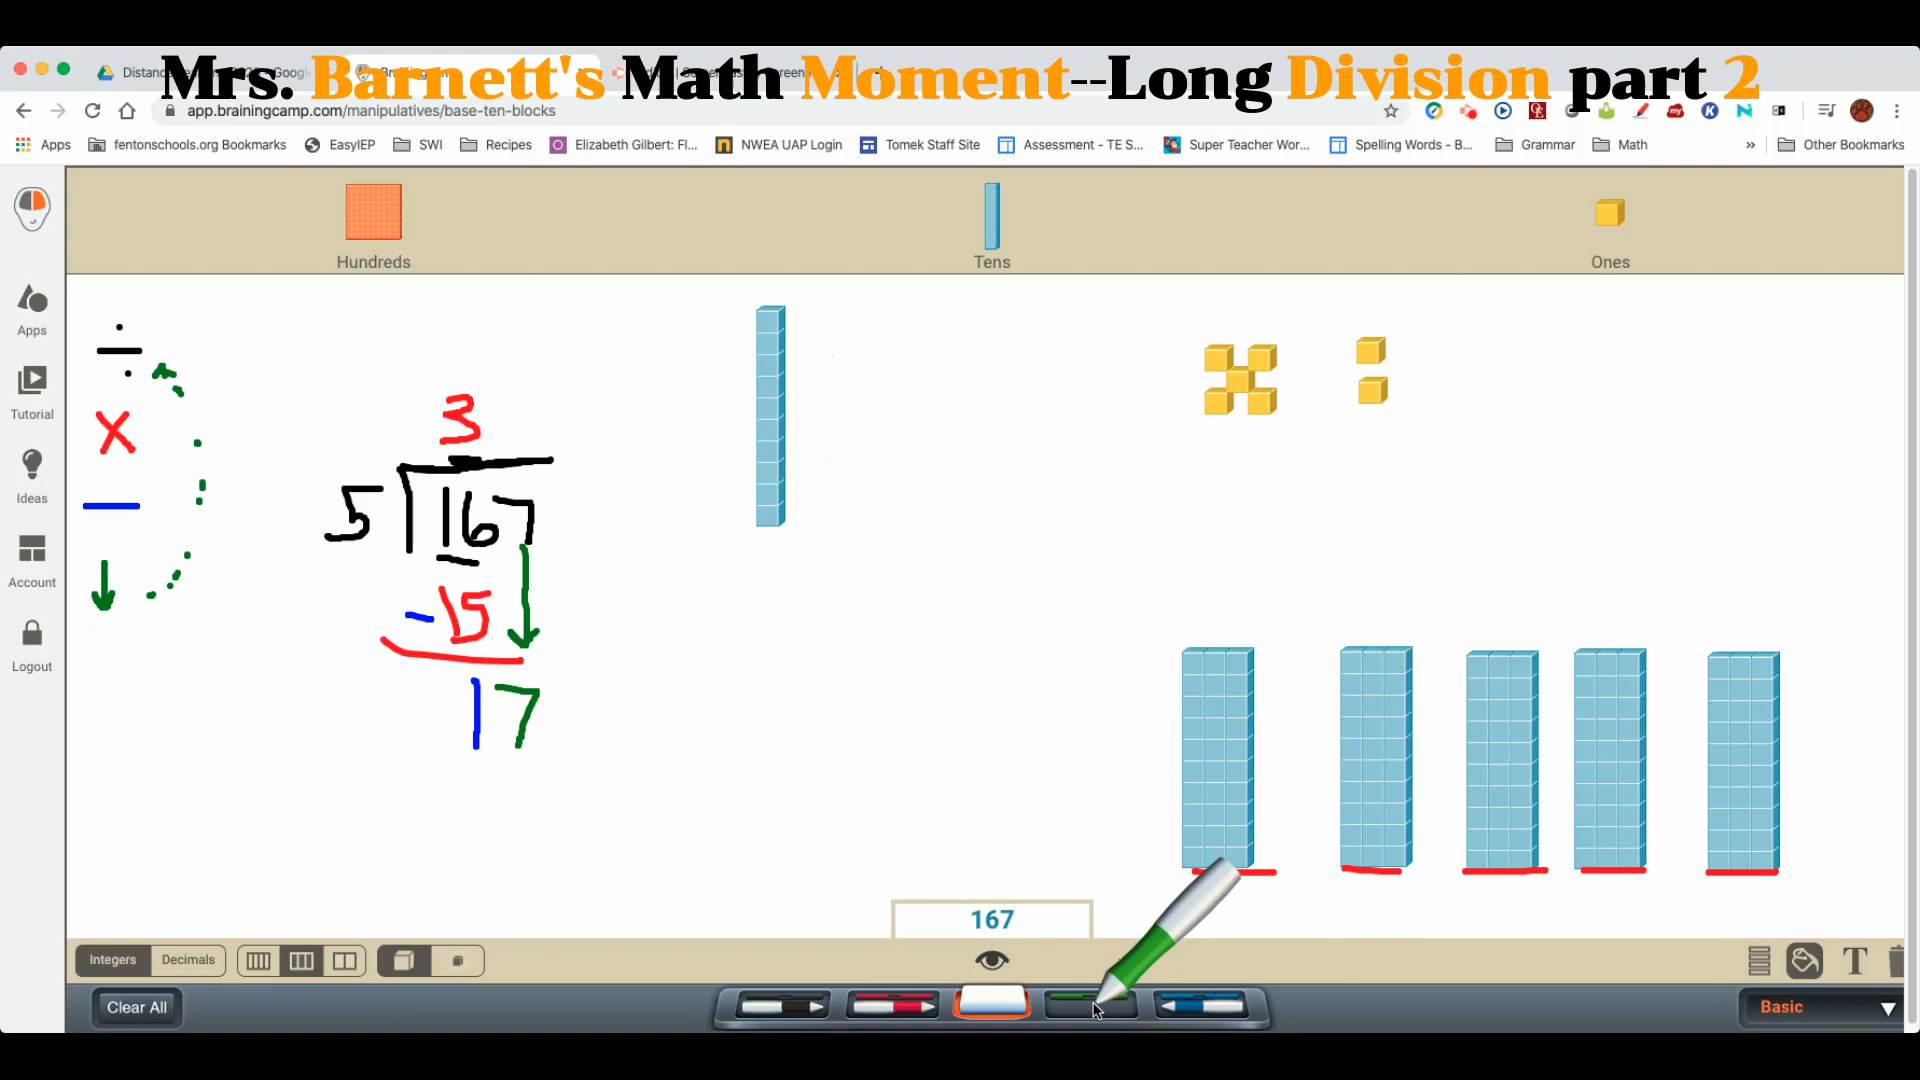 Mrs. Barnett's Math Moment--Long Division part 2
app.brainingcamp.com/manipulatives/base-ten-blocks
Apps fentonschools.org Bookmarks EasyIEP SWI Recipes Elizabeth Gilbert: Fl... NWEA UAP Login Tomek Staff Site Assessment - TE S... Super Teacher Wor... Spelling Words - B... Grammar Math » Other Bookmarks
Hundreds Tens Ones
Apps
Tutorial
Ideas
Account
Logout
÷
X
—
3
5 167
-15
17
167
Integers Decimals T
Clear All Basic